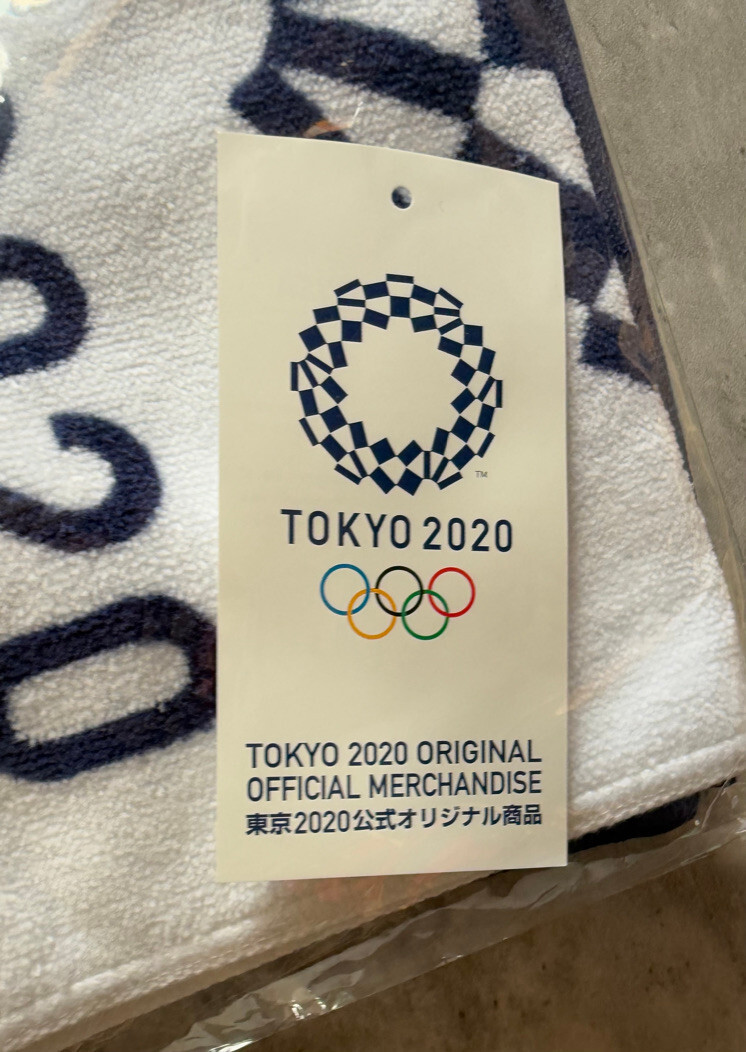 TM
TOKYO 2020
TOKYO 2020 ORIGINAL
OFFICIAL MERCHANDISE
東京2020公式オリジナル商品